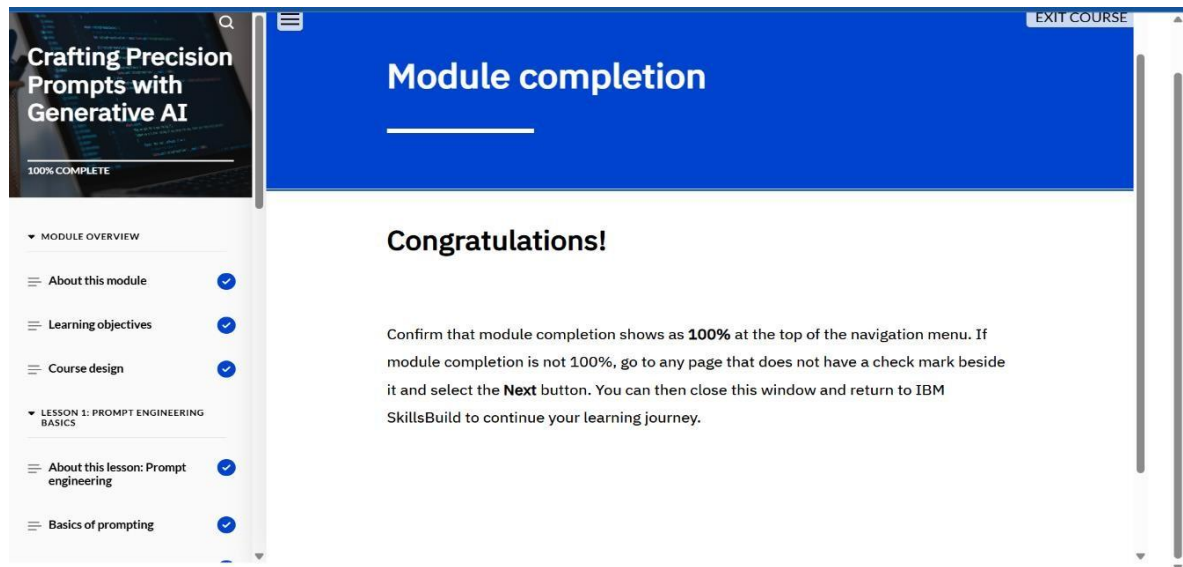 Crafting Precision
Prompts with
Generative AI
100% COMPLETE
MODULE OVERVIEW
About this module
Learning objectives
Course design
LESSON 1: PROMPT ENGINEERING
BASICS
About this lesson: Prompt
engineering
Basics of prompting
EXIT COURSE
Module completion
Congratulations!
Confirm that module completion shows as 100% at the top of the navigation menu. If
module completion is not 100%, go to any page that does not have a check mark beside
it and select the Next button. You can then close this window and return to IBM
SkillsBuild to continue your learning journey.